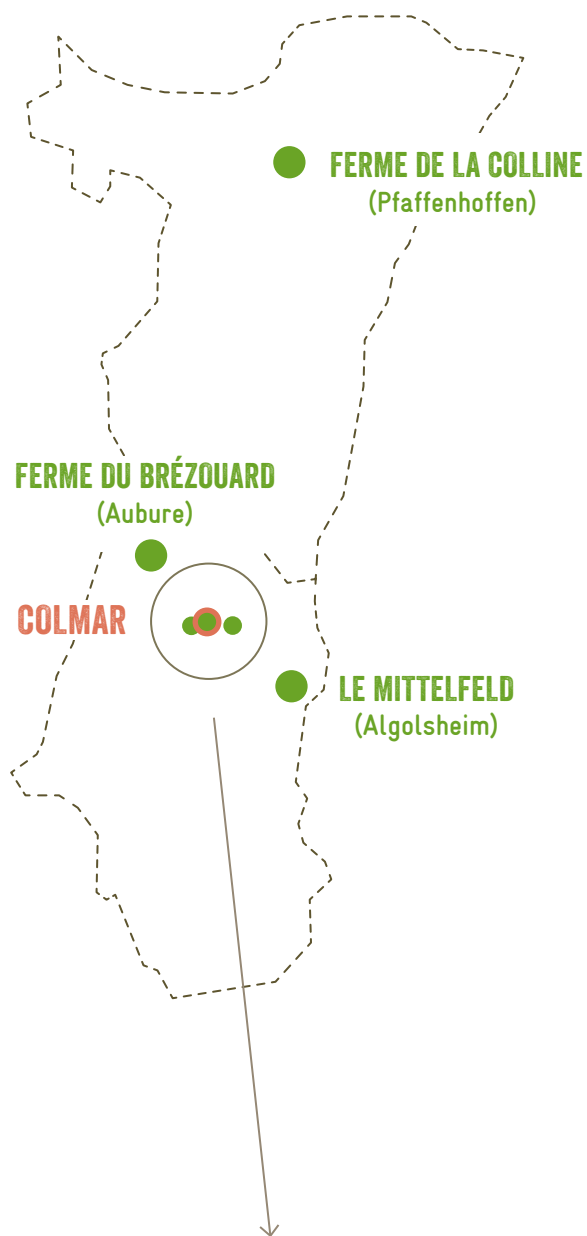 FERME DE LA COLLINE
(Pfaffenhoffen)
FERME DU BRÉZOUARD
(Aubure)
COLMAR
LE MITTELFELD
(Algolsheim)